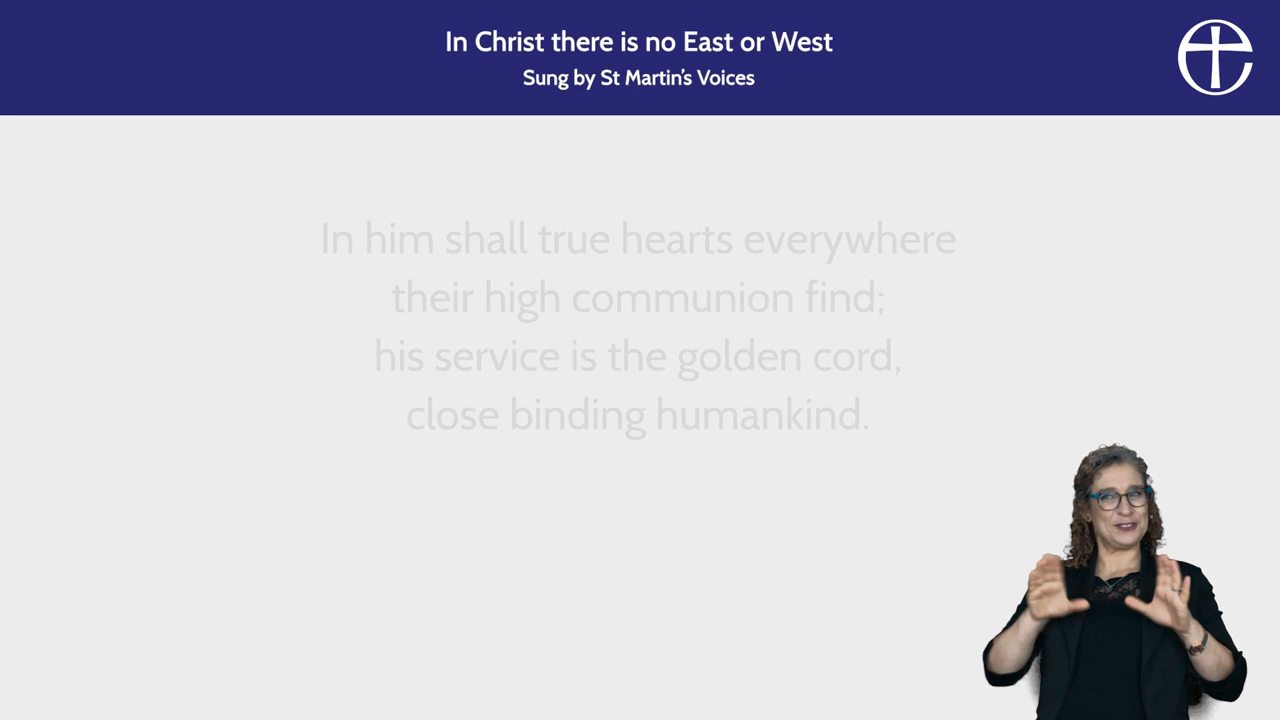 In Christ there is no East or West
Sung by St Martin's Voices
In him shall true hearts everywhere
their high communion find;
his service is the golden cord,
close binding humankind.